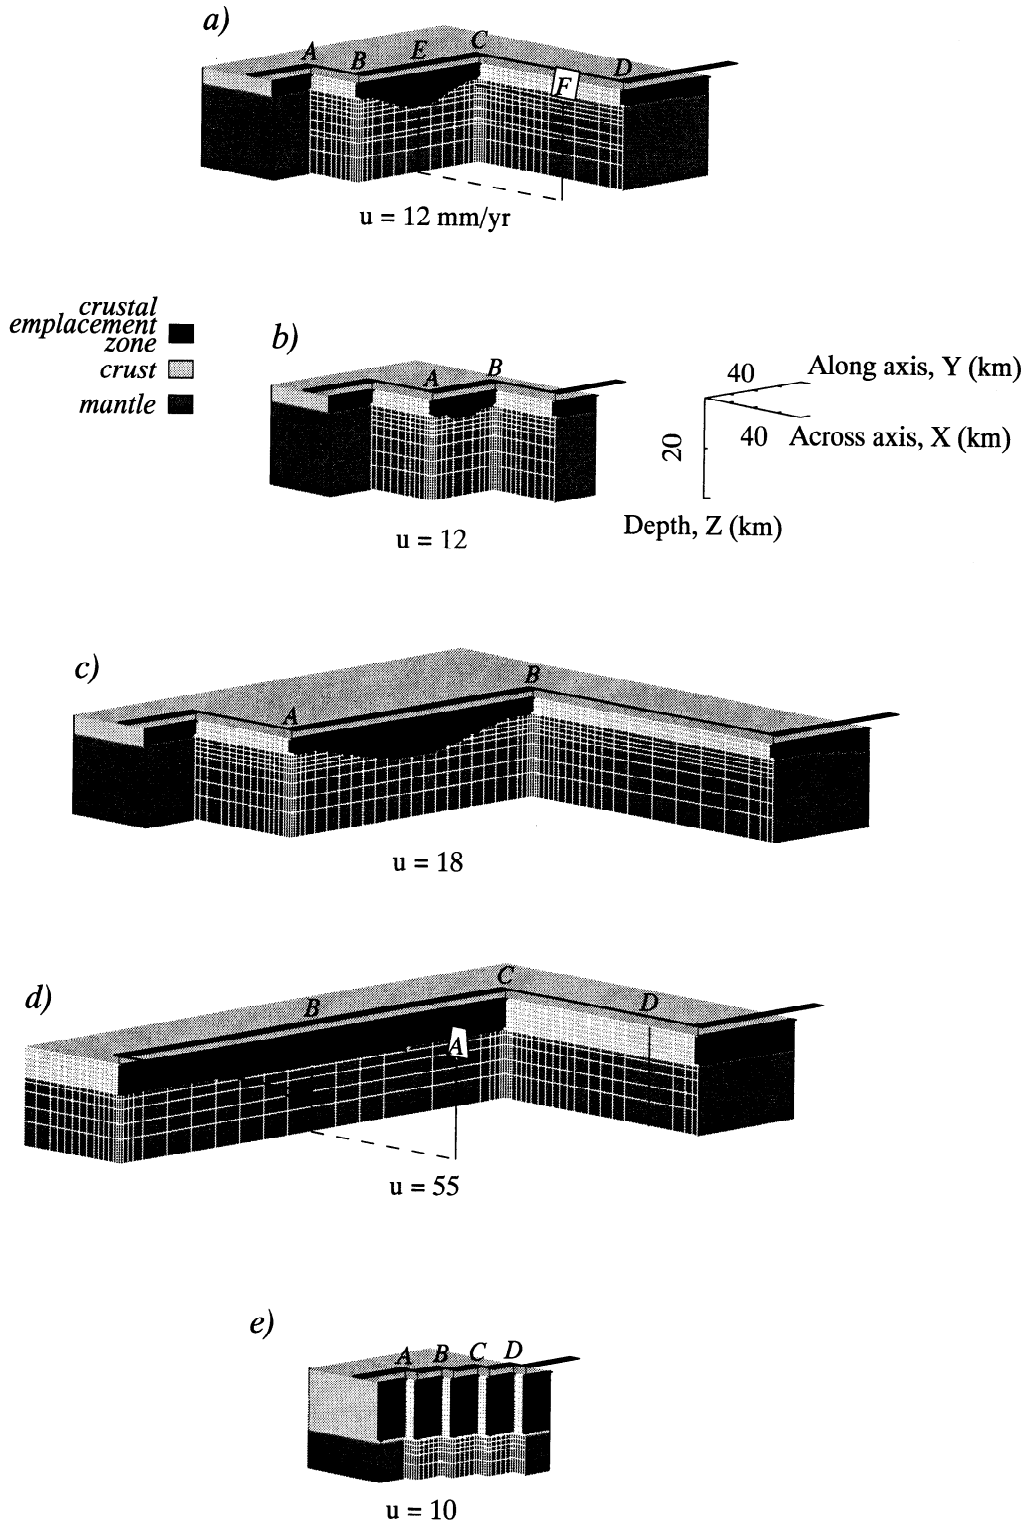 a)
A
B
E
C
F
D
u = 12 mm/yr
crustal
emplacement
zone
crust
mantle
b)
A
B
u = 12
40
Along axis, Y (km)
40
Across axis, X (km)
20
Depth, Z (km)
c)
A
B
u = 18
d)
B
C
D
A
u = 55
e)
A B C D
u = 10